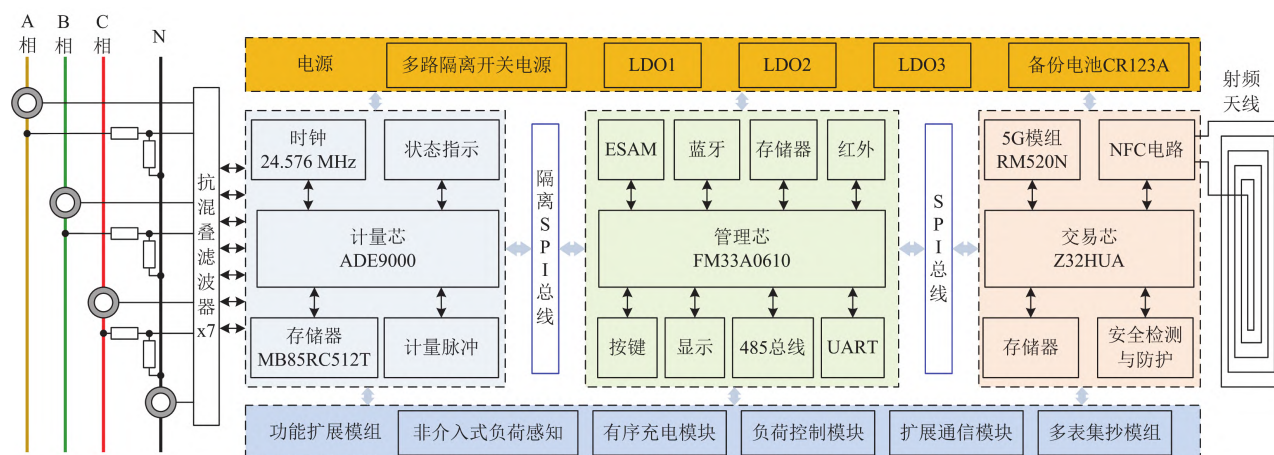 A
相
B
相
C
相
N
电源
多路隔离开关电源
LDO1
LDO2
LDO3
备份电池CR123A
射频
天线
抗
混
叠
滤
波
器
x7
时钟
24.576 MHz
状态指示
计量芯
ADE9000
存储器
MB85RC512T
计量脉冲
隔
离
S
P
I
总
线
ESAM
蓝牙
存储器
红外
管理芯
FM33A0610
按键
显示
485总线
UART
S
P
I
总
线
5G模组
RM520N
NFC电路
交易芯
Z32HUA
存储器
安全检测
与防护
功能扩展模组
非介入式负荷感知
有序充电模块
负荷控制模块
扩展通信模块
多表集抄模组